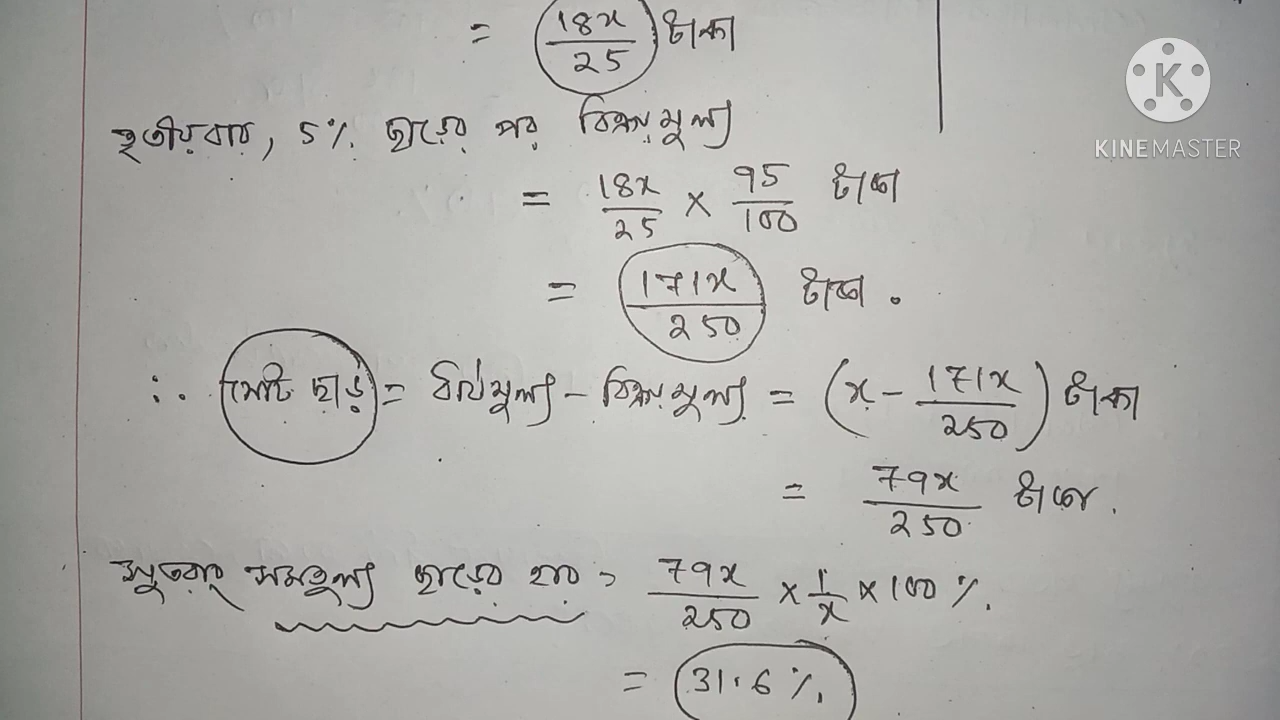 = 18x/25 টাকা
KINEMASTER
তৃতীয়বার, 5% ছাড়ের পর বিক্রয়মূল্য
= 18x/25 × 95/100 টাকা
= 171x/250 টাকা.
∴ মোট ছাড় = ধার্যমূল্য - বিক্রয়মূল্য = (x - 171x/250) টাকা
= 79x/250 টাকা.
সুতরাং সমতুল্য ছাড়ের হার = 79x/250 × 1/x × 100 %.
= 31.6 %.